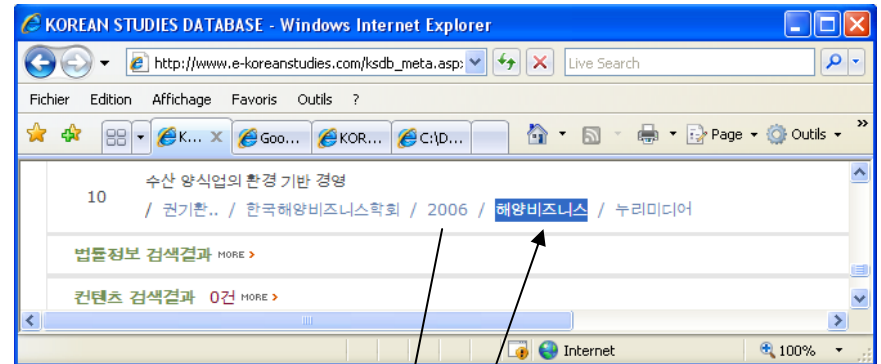 KOREAN STUDIES DATABASE - Windows Internet Explorer
http://www.e-koreanstudies.com/ksdb_meta.asp: Live Search
Fichier Edition Affichage Favoris Outils ?
K... Goo... KOR... C:\D... Page Outils »
수산 양식업의 환경 기반 경영
10
/ 권기환.. / 한국해양비즈니스학회 / 2006 / 해양비즈니스 / 누리미디어
법률정보 검색결과 MORE >
컨텐츠 검색결과 0건 MORE >
Internet 100%